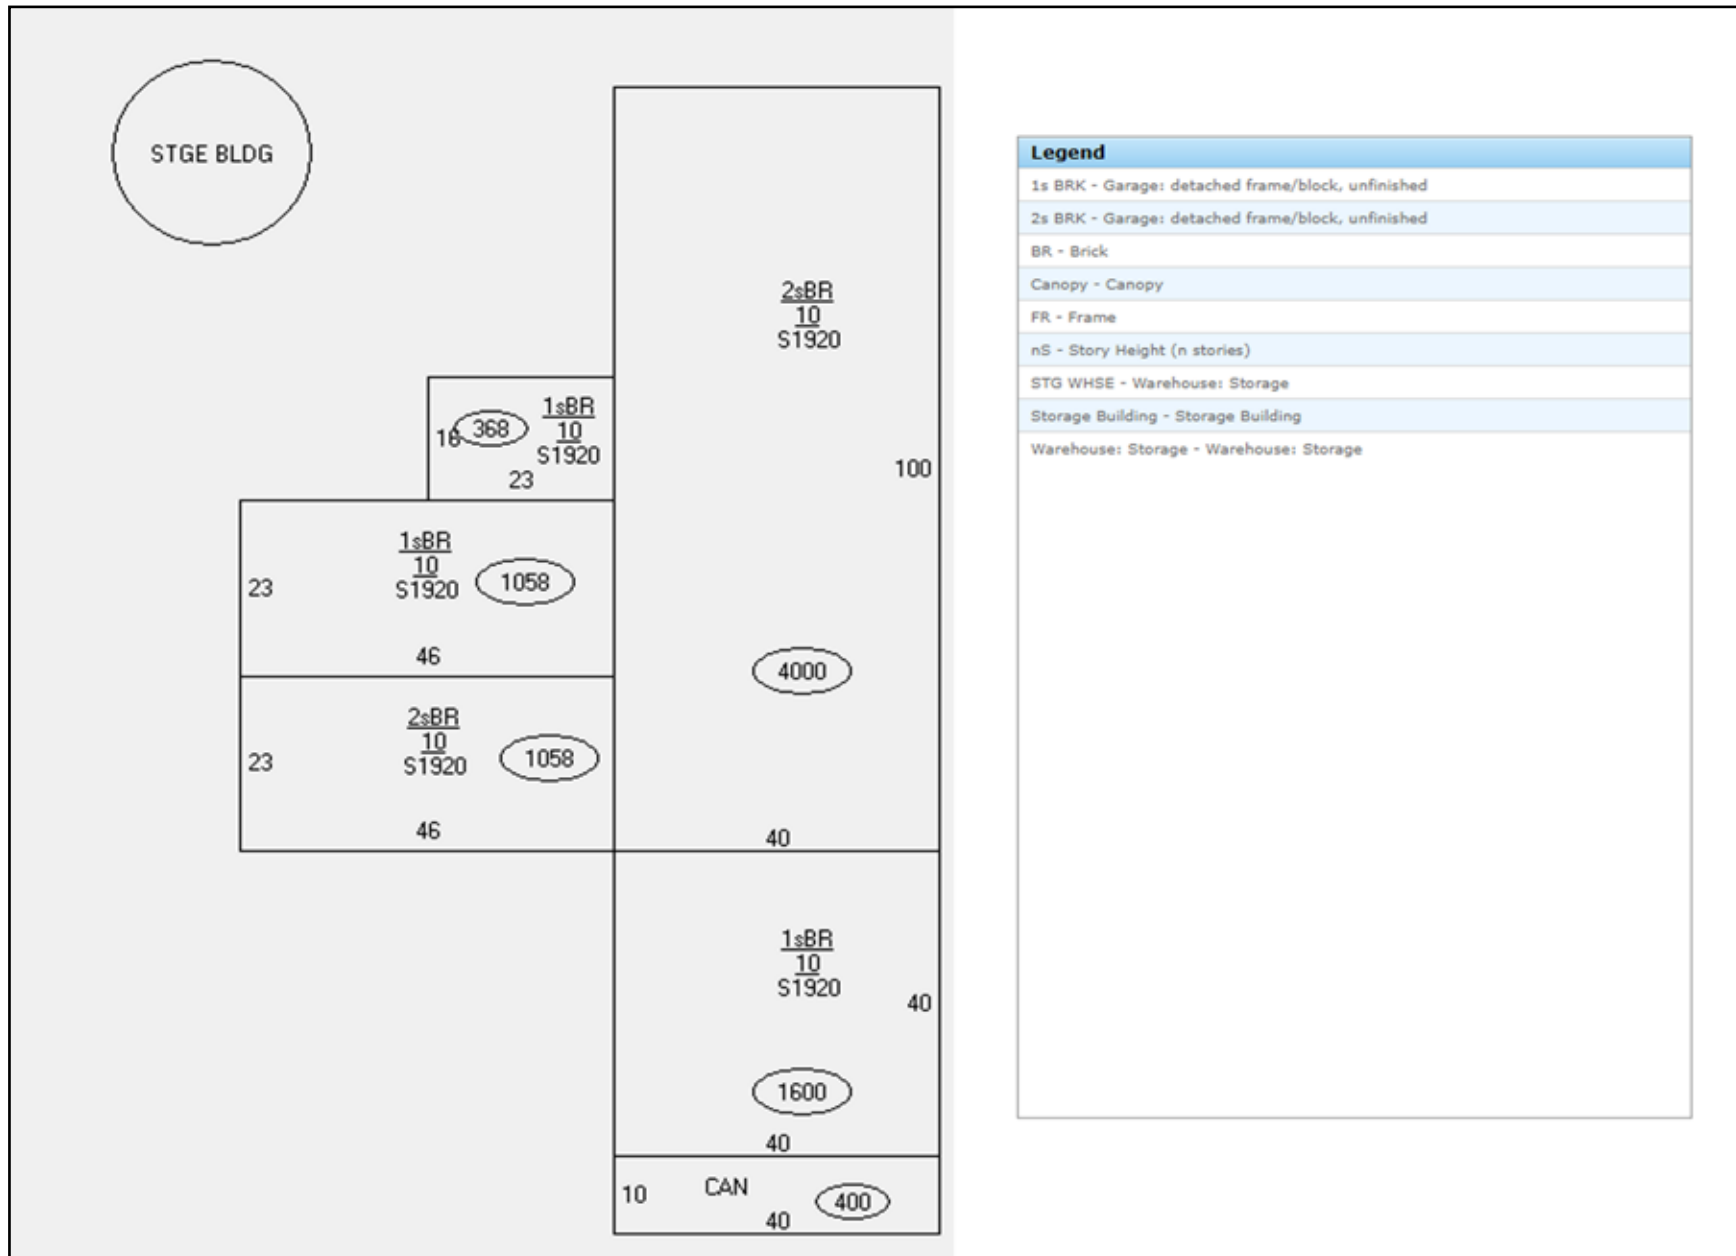 STGE BLDG
2sBR
10
S1920
100
4000
40
16
368
1sBR
10
S1920
23
1sBR
10
S1920
1058
23
46
2sBR
10
S1920
1058
23
46
1sBR
10
S1920
40
1600
40
10
CAN
400
40
Legend
1s BRK - Garage: detached frame/block, unfinished
2s BRK - Garage: detached frame/block, unfinished
BR - Brick
Canopy - Canopy
FR - Frame
nS - Story Height (n stories)
STG WHSE - Warehouse: Storage
Storage Building - Storage Building
Warehouse: Storage - Warehouse: Storage